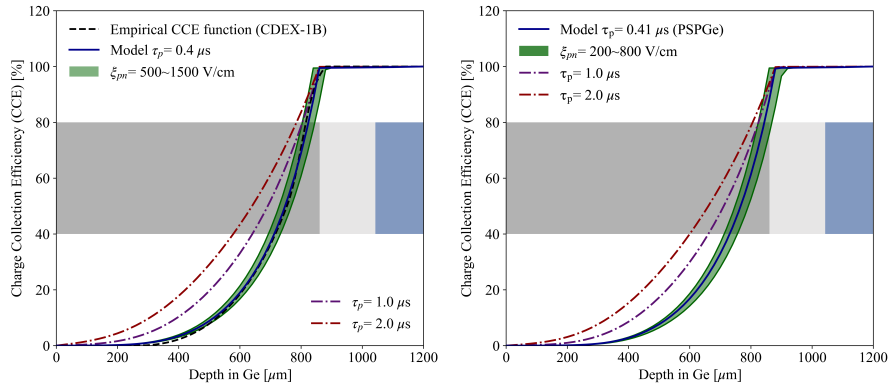 Charge Collection Efficiency (CCE) [%]
120
100
80
60
40
20
0
Empirical CCE function (CDEX-1B)
Model τp= 0.4 μs
ξpn= 500~1500 V/cm
τp= 1.0 μs
τp= 2.0 μs
0 200 400 600 800 1000 1200
Depth in Ge [μm]
Charge Collection Efficiency (CCE) [%]
120
100
80
60
40
20
0
Model τp= 0.41 μs (PSPGe)
ξpn= 200~800 V/cm
τp= 1.0 μs
τp= 2.0 μs
0 200 400 600 800 1000 1200
Depth in Ge [μm]